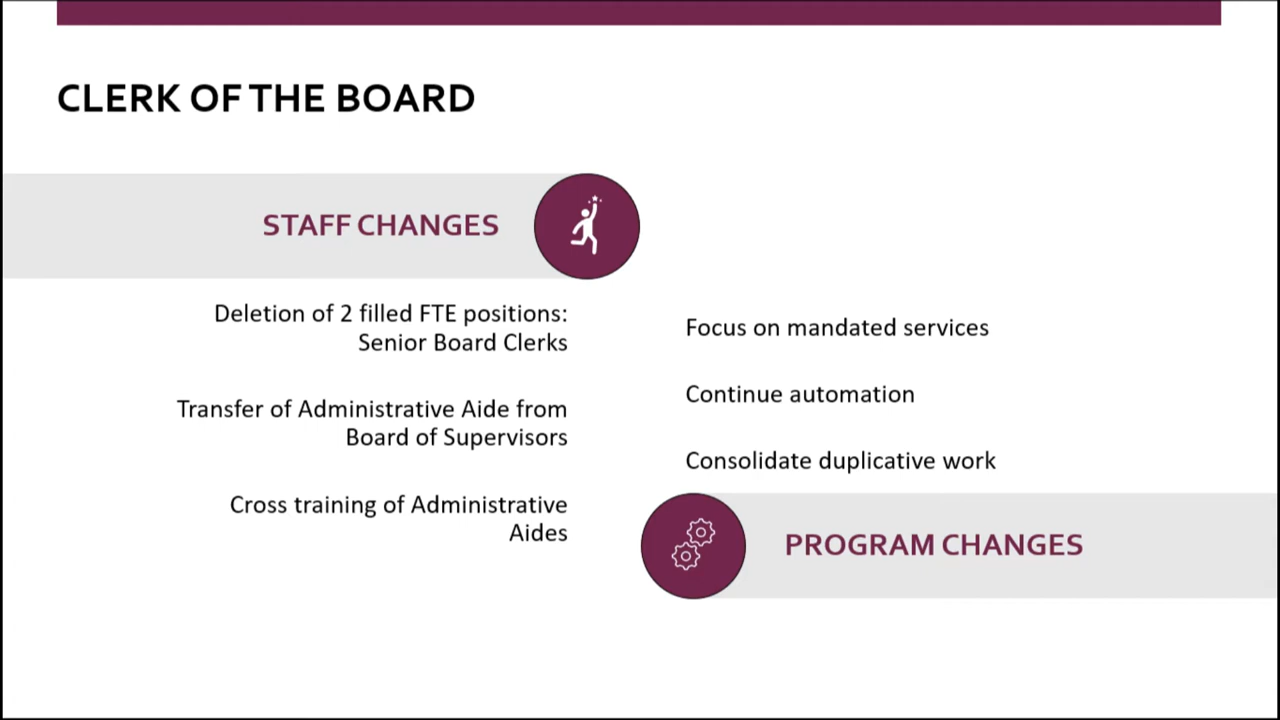 CLERK OF THE BOARD
STAFF CHANGES
Deletion of 2 filled FTE positions:
Senior Board Clerks
Transfer of Administrative Aide from
Board of Supervisors
Cross training of Administrative
Aides
Focus on mandated services
Continue automation
Consolidate duplicative work
PROGRAM CHANGES